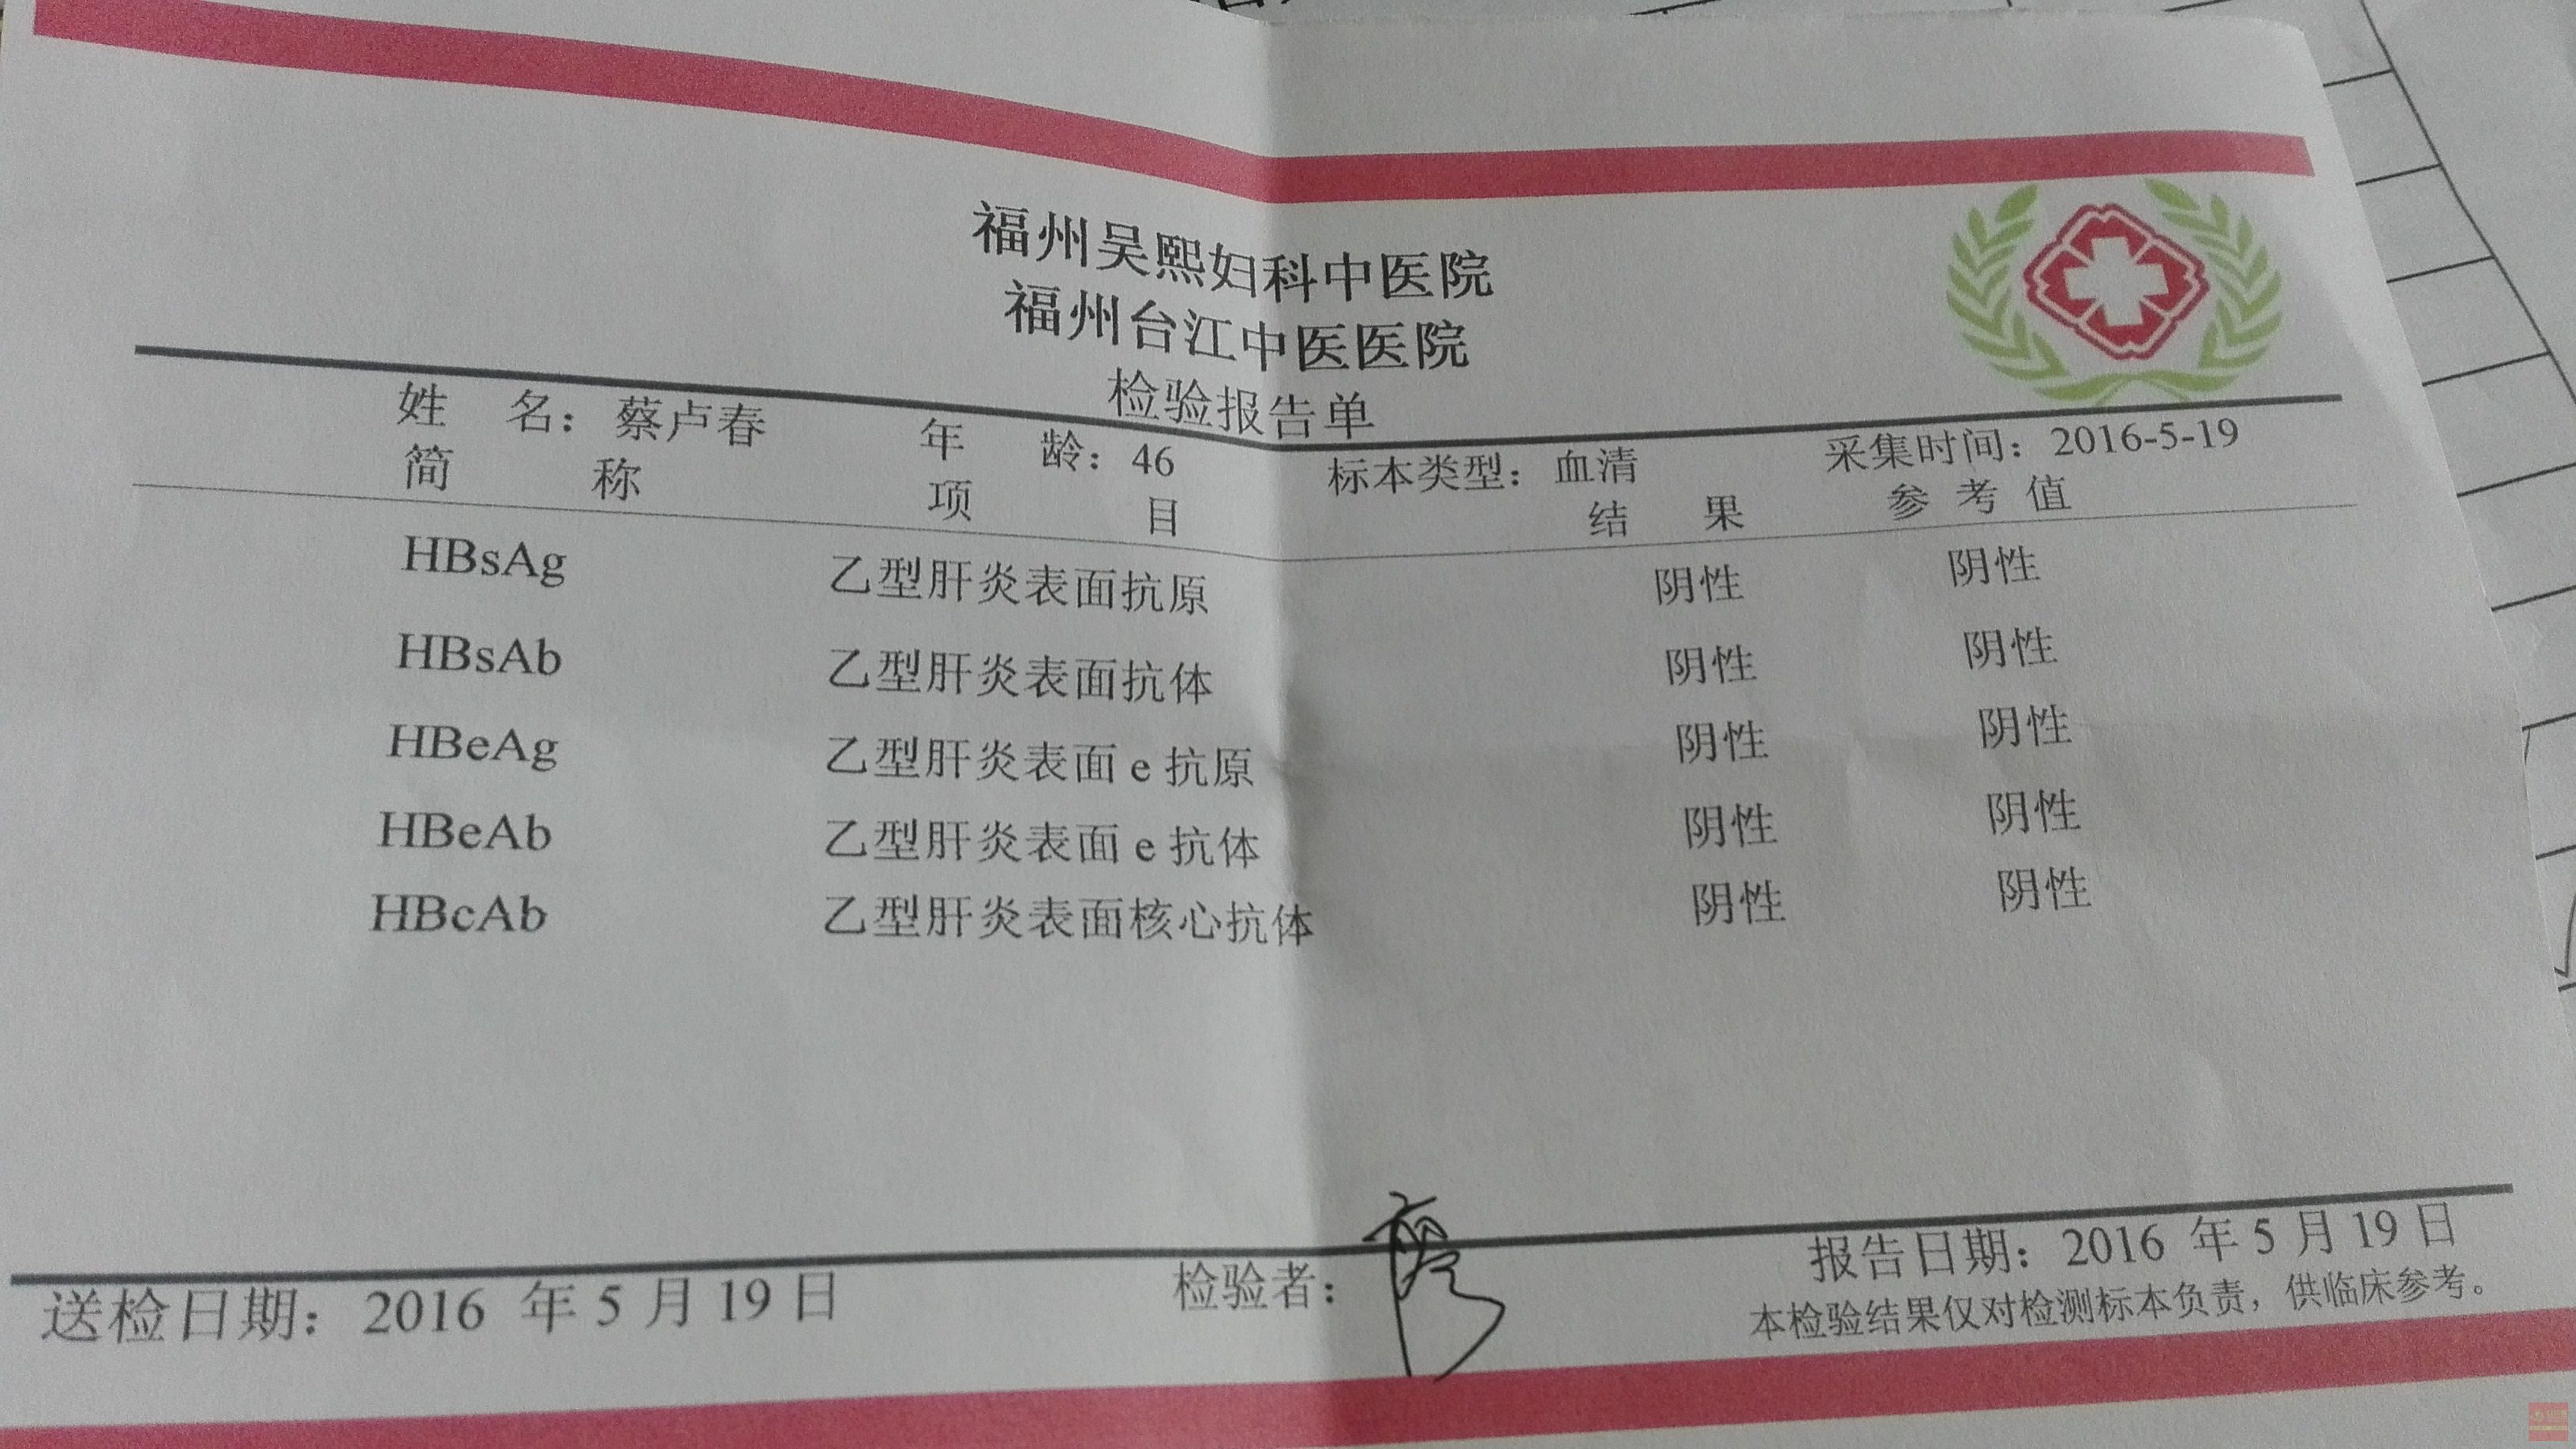 福州吴熙妇科中医院
福州台江中医医院
检验报告单
姓 名：蔡卢春 年 龄：46 标本类型：血清 采集时间：2016-5-19
简 称 项 目 结 果 参 考 值
HBsAg 乙型肝炎表面抗原 阴性 阴性
HBsAb 乙型肝炎表面抗体 阴性 阴性
HBeAg 乙型肝炎表面 e 抗原 阴性 阴性
HBeAb 乙型肝炎表面 e 抗体 阴性 阴性
HBcAb 乙型肝炎表面核心抗体 阴性 阴性
送检日期：2016 年 5 月 19 日 检验者： 报告日期：2016 年 5 月 19 日
本检验结果仅对检测标本负责，供临床参考。